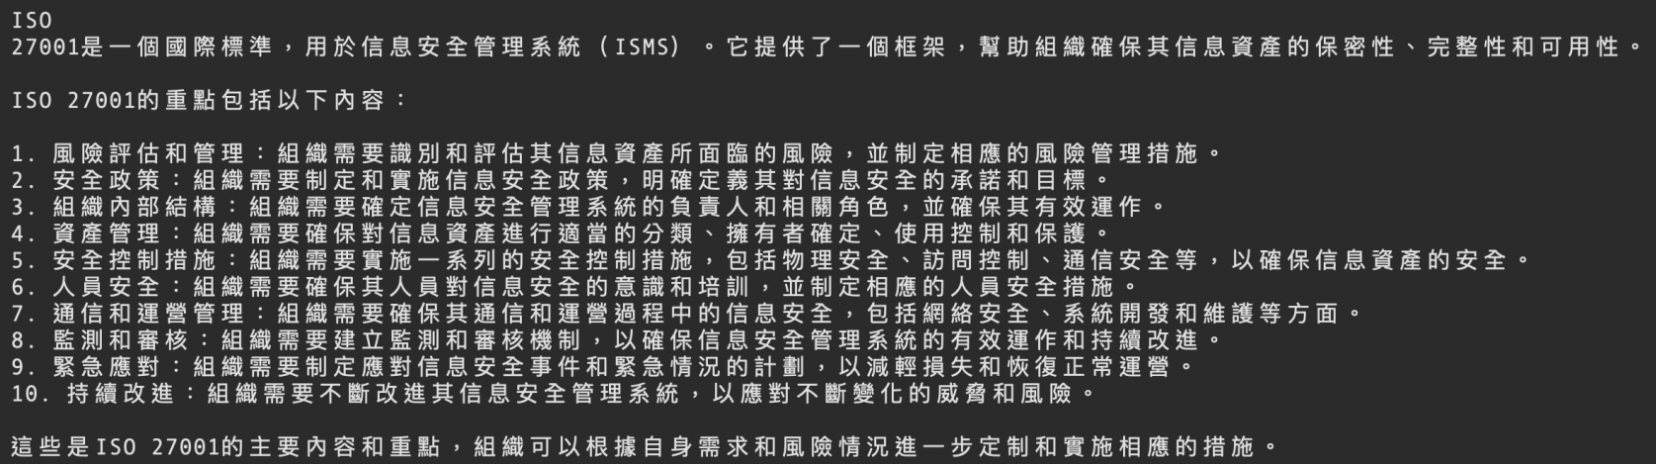 ISO
27001是一個國際標準，用於信息安全管理系統（ISMS）。它提供了一個框架，幫助組織確保其信息資產的保密性、完整性和可用性。
ISO 27001的重點包括以下內容：
1. 風險評估和管理：組織需要識別和評估其信息資產所面臨的風險，並制定相應的風險管理措施。
2. 安全政策：組織需要制定和實施信息安全政策，明確定義其對信息安全的承諾和目標。
3. 組織內部結構：組織需要確定信息安全管理系統的負責人和相關角色，並確保其有效運作。
4. 資產管理：組織需要確保對信息資產進行適當的分類、擁有者確定、使用控制和保護。
5. 安全控制措施：組織需要實施一系列的安全控制措施，包括物理安全、訪問控制、通信安全等，以確保信息資產的安全。
6. 人員安全：組織需要確保其人員對信息安全的意識和培訓，並制定相應的人員安全措施。
7. 通信和運營管理：組織需要確保其通信和運營過程中的信息安全，包括網絡安全、系統開發和維護等方面。
8. 監測和審核：組織需要建立監測和審核機制，以確保信息安全管理系統的有效運作和持續改進。
9. 緊急應對：組織需要制定應對信息安全事件和緊急情況的計劃，以減輕損失和恢復正常運營。
10. 持續改進：組織需要不斷改進其信息安全管理系統，以應對不斷變化的威脅和風險。
這些是ISO 27001的主要內容和重點，組織可以根據自身需求和風險情況進一步定制和實施相應的措施。